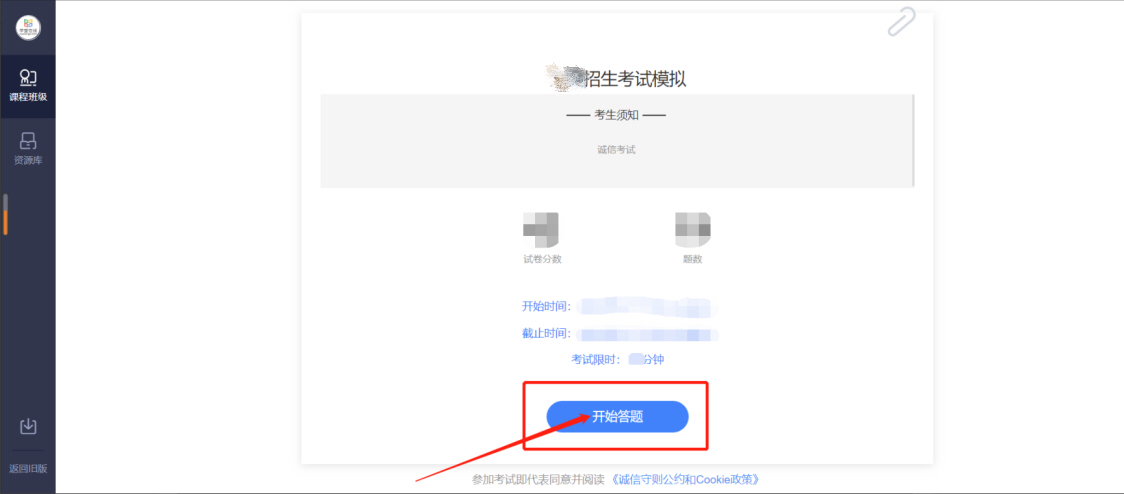 招生考试模拟
课程班级
—— 考生须知 ——
诚信考试
资源库
试卷分数
题数
开始时间：
截止时间：
考试限时： 分钟
开始答题
返回旧版
参加考试即代表同意并阅读 《诚信守则公约和Cookie政策》